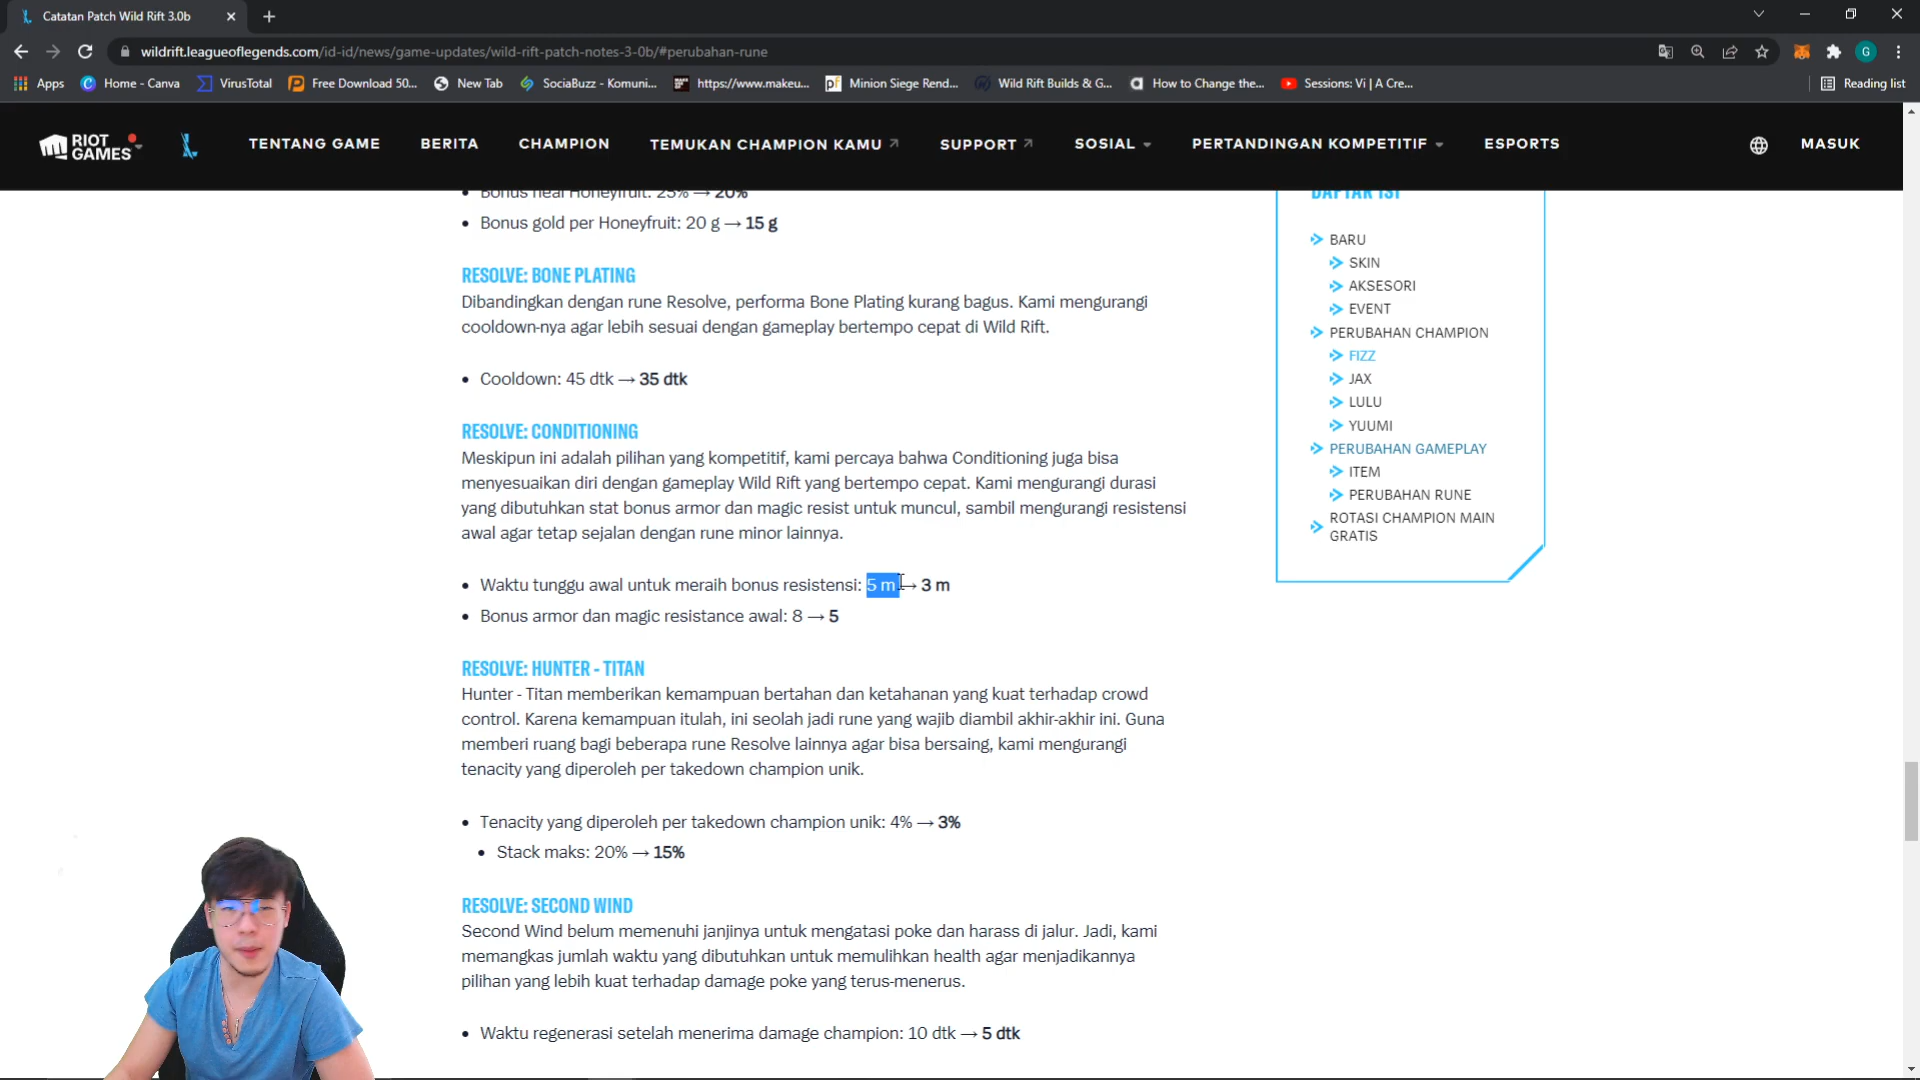 Catatan Patch Wild Rift 3.0b
wildrift.leagueoflegends.com/id-id/news/game-updates/wild-rift-patch-notes-3-0b/#perubahan-rune
G
Apps
Home - Canva
VirusTotal
Free Download 50...
New Tab
SociaBuzz - Komuni...
https://www.makeu...
Minion Siege Rend...
Wild Rift Builds & G...
How to Change the...
Sessions: Vi | A Cre...
Reading list
RIOT GAMES
TENTANG GAME
BERITA
CHAMPION
TEMUKAN CHAMPION KAMU
SUPPORT
SOSIAL
PERTANDINGAN KOMPETITIF
ESPORTS
MASUK
• Bonus heal Honeyfruit: 25% → 20%
• Bonus gold per Honeyfruit: 20 g → 15 g
RESOLVE: BONE PLATING
Dibandingkan dengan rune Resolve, performa Bone Plating kurang bagus. Kami mengurangi
cooldown-nya agar lebih sesuai dengan gameplay bertempo cepat di Wild Rift.
• Cooldown: 45 dtk → 35 dtk
RESOLVE: CONDITIONING
Meskipun ini adalah pilihan yang kompetitif, kami percaya bahwa Conditioning juga bisa
menyesuaikan diri dengan gameplay Wild Rift yang bertempo cepat. Kami mengurangi durasi
yang dibutuhkan stat bonus armor dan magic resist untuk muncul, sambil mengurangi resistensi
awal agar tetap sejalan dengan rune minor lainnya.
• Waktu tunggu awal untuk meraih bonus resistensi: 5 m → 3 m
• Bonus armor dan magic resistance awal: 8 → 5
RESOLVE: HUNTER - TITAN
Hunter - Titan memberikan kemampuan bertahan dan ketahanan yang kuat terhadap crowd
control. Karena kemampuan itulah, ini seolah jadi rune yang wajib diambil akhir-akhir ini. Guna
memberi ruang bagi beberapa rune Resolve lainnya agar bisa bersaing, kami mengurangi
tenacity yang diperoleh per takedown champion unik.
• Tenacity yang diperoleh per takedown champion unik: 4% → 3%
• Stack maks: 20% → 15%
RESOLVE: SECOND WIND
Second Wind belum memenuhi janjinya untuk mengatasi poke dan harass di jalur. Jadi, kami
memangkas jumlah waktu yang dibutuhkan untuk memulihkan health agar menjadikannya
pilihan yang lebih kuat terhadap damage poke yang terus-menerus.
• Waktu regenerasi setelah menerima damage champion: 10 dtk → 5 dtk
DAFTAR ISI
BARU
SKIN
AKSESORI
EVENT
PERUBAHAN CHAMPION
FIZZ
JAX
LULU
YUUMI
PERUBAHAN GAMEPLAY
ITEM
PERUBAHAN RUNE
ROTASI CHAMPION MAIN
GRATIS